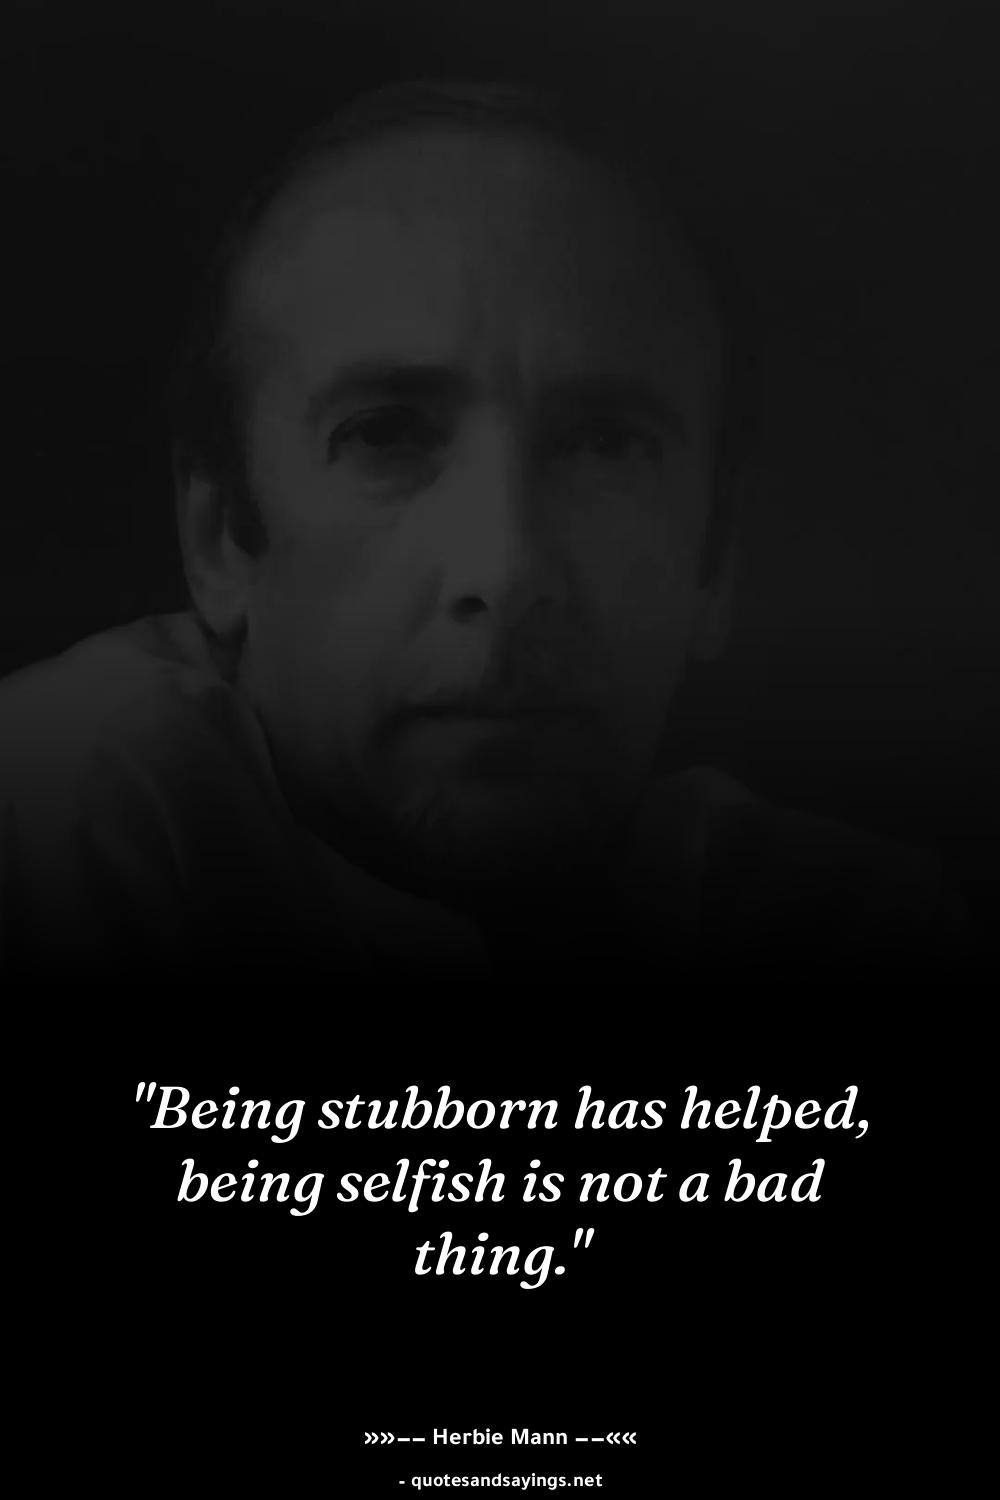 "Being stubborn has helped,
being selfish is not a bad
thing."
»»−− Herbie Mann −−««
- quotesandsayings.net